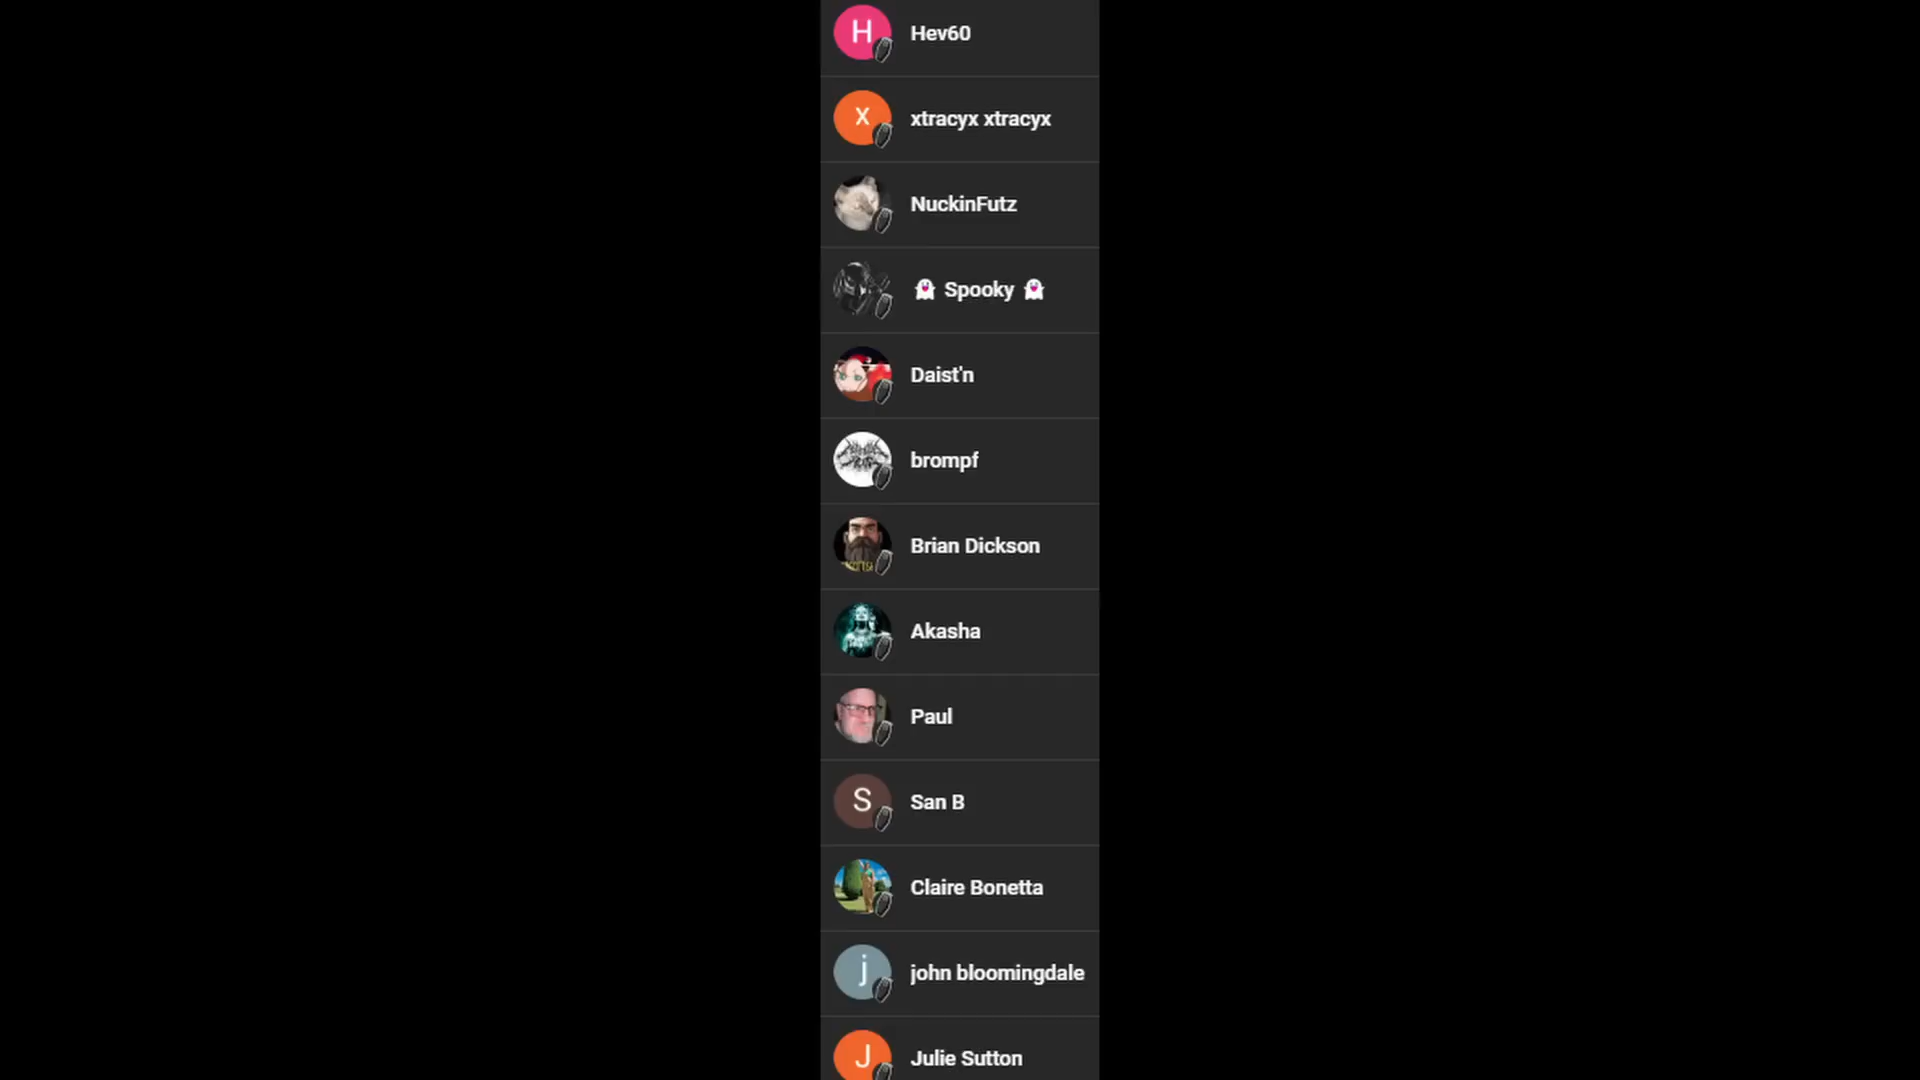 H Hev60
x xtracyx xtracyx
NuckinFutz
👻 Spooky 👻
Daist'n
brompf
Brian Dickson
Akasha
Paul
S San B
Claire Bonetta
j john bloomingdale
J Julie Sutton